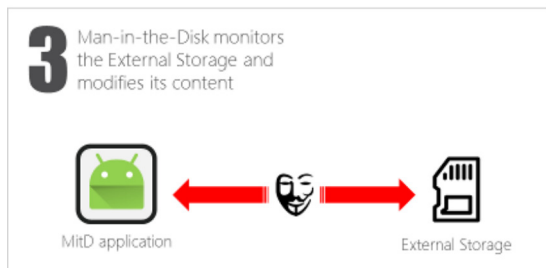 3
Man-in-the-Disk monitors
the External Storage and
modifies its content
MitD application
External Storage